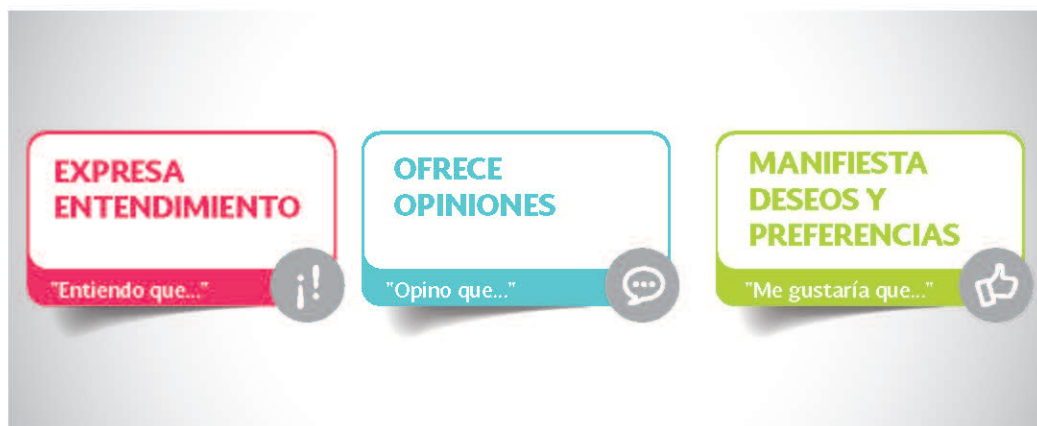 EXPRESA
ENTENDIMIENTO
"Entiendo que..."
¡!
OFRECE
OPINIONES
"Opino que..."
MANIFIESTA
DESEOS Y
PREFERENCIAS
"Me gustaría que..."